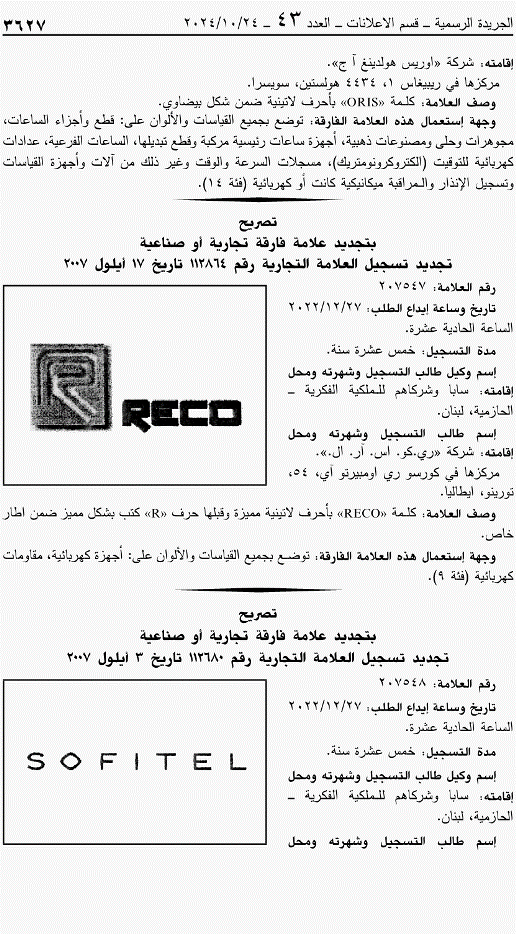 الجريدة الرسمية – قسم الاعلانات – العدد ٤٣ – ٢٠٢٤/١٠/٢٤
٣٦٢٧
إقامته: شركة «اوريس هولدينغ آ ج».
مركزها في ريبيغاس ١، ٤٤٣٤ هولستين، سويسرا.
وصف العلامة: كلمة «ORIS» بأحرف لاتينية ضمن شكل بيضاوي.
وجهة إستعمال هذه العلامة الفارقة: توضع بجميع القياسات والألوان على: قطع وأجزاء الساعات،
مجوهرات وحلى ومصنوعات ذهبية، أجهزة ساعات رئيسية مركبة وقطع تبديلها، الساعات الفرعية، عدادات
كهربائية للتوقيت (الكتروكرونومتريك)، مسجلات السرعة والوقت وغير ذلك من آلات وأجهزة القياسات
وتسجيل الإنذار والمراقبة ميكانيكية كانت أو كهربائية (فئة ١٤).
تصريح
بتجديد علامة فارقة تجارية أو صناعية
تجديد تسجيل العلامة التجارية رقم ١١٢٨٦٤ تاريخ ١٧ أيلول ٢٠٠٧
رقم العلامة: ٢٠٧٥٤٧
تاريخ وساعة إيداع الطلب: ٢٠٢٢/١٢/٢٧
الساعة الحادية عشرة.
مدة التسجيل: خمس عشرة سنة.
إسم وكيل طالب التسجيل وشهرته ومحل
إقامته: سابا وشركاهم للملكية الفكرية –
الحازمية، لبنان.
إسم طالب التسجيل وشهرته ومحل
إقامته: شركة «ري.كو. اس. آر. ال.».
مركزها في كورسو ري اومبيرتو آي، ٥٤،
تورينو، ايطاليا.
R RECO
وصف العلامة: كلمة «RECO» بأحرف لاتينية مميزة وقبلها حرف «R» كتب بشكل مميز ضمن اطار
خاص.
وجهة إستعمال هذه العلامة الفارقة: توضع بجميع القياسات والألوان على: أجهزة كهربائية، مقاومات
كهربائية (فئة ٩).
تصريح
بتجديد علامة فارقة تجارية أو صناعية
تجديد تسجيل العلامة التجارية رقم ١١٢٦٨٠ تاريخ ٣ أيلول ٢٠٠٧
رقم العلامة: ٢٠٧٥٤٨
تاريخ وساعة إيداع الطلب: ٢٠٢٢/١٢/٢٧
الساعة الحادية عشرة.
مدة التسجيل: خمس عشرة سنة.
إسم وكيل طالب التسجيل وشهرته ومحل
إقامته: سابا وشركاهم للملكية الفكرية –
الحازمية، لبنان.
إسم طالب التسجيل وشهرته ومحل
SOFITEL